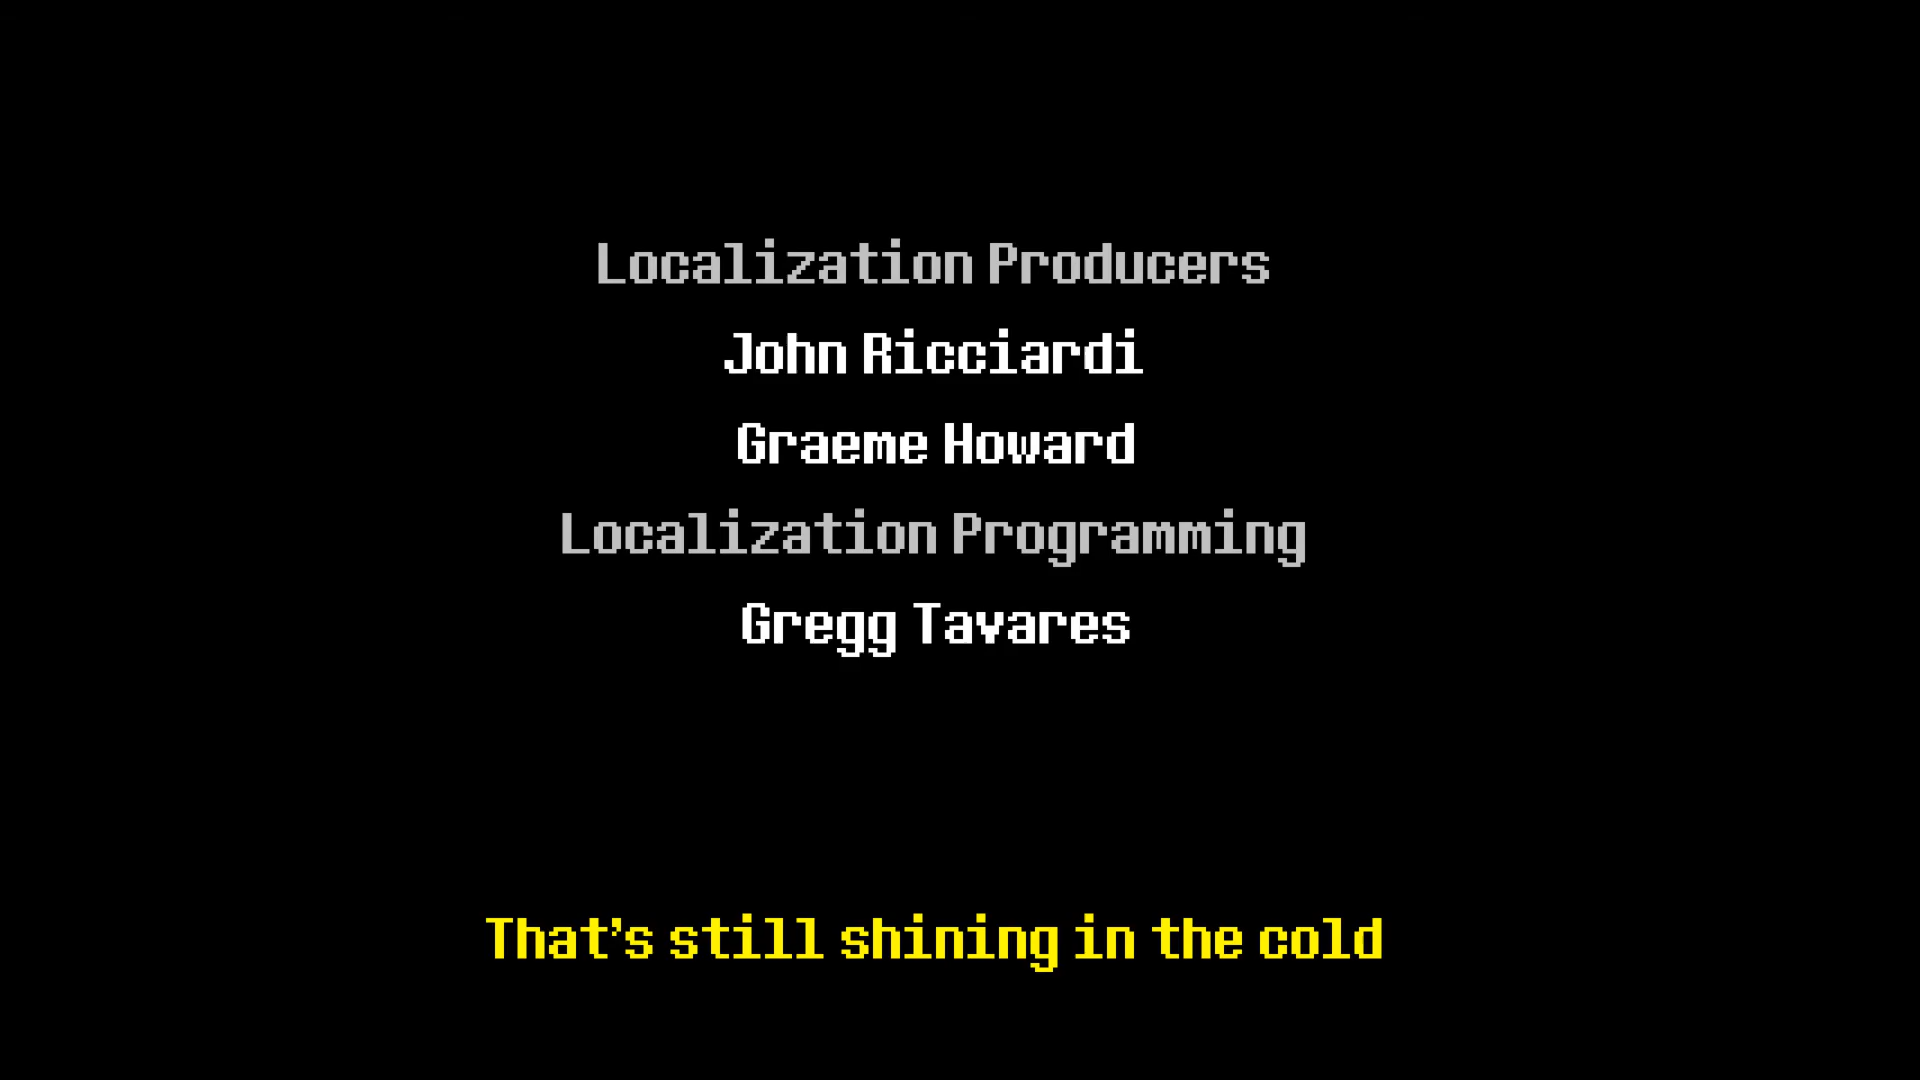 Localization Producers
John Ricciardi
Graeme Howard
Localization Programming
Gregg Tavares
That's still shining in the cold